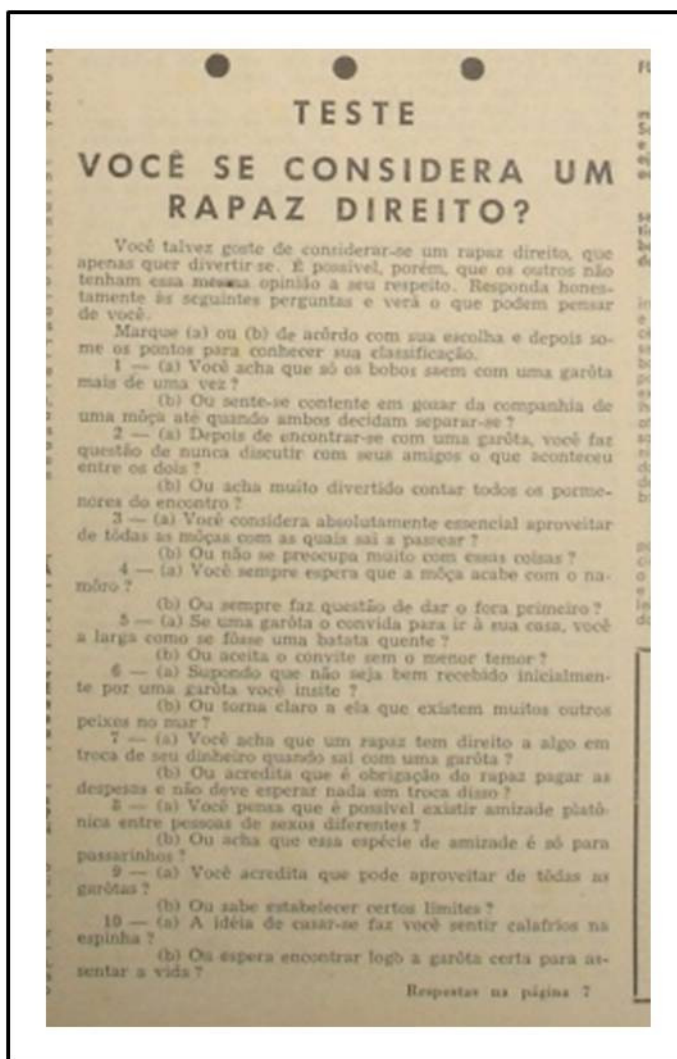 TESTE
VOCÊ SE CONSIDERA UM
RAPAZ DIREITO?
Você talvez goste de considerar-se um rapaz direito, que
apenas quer divertir-se. É possível, porém, que os outros não
tenham essa mesma opinião a seu respeito. Responda hones-
tamente às seguintes perguntas e verá o que podem pensar
de você.
Marque (a) ou (b) de acôrdo com sua escolha e depois so-
me os pontos para conhecer sua classificação.
1 — (a) Você acha que só os bobos saem com uma garôta
mais de uma vez?
(b) Ou sente-se contente em gozar da companhia de
uma môça até quando ambos decidam separar-se?
2 — (a) Depois de encontrar-se com uma garôta, você faz
questão de nunca discutir com seus amigos o que aconteceu
entre os dois?
(b) Ou acha muito divertido contar todos os porme-
nores do encontro?
3 — (a) Você considera absolutamente essencial aproveitar
de tôdas as môças com as quais sai a passear?
(b) Ou não se preocupa muito com essas coisas?
4 — (a) Você sempre espera que a môça acabe com o na-
môro?
(b) Ou sempre faz questão de dar o fora primeiro?
5 — (a) Se uma garôta o convida para ir à sua casa, você
a larga como se fôsse uma batata quente?
(b) Ou aceita o convite sem o menor temor?
6 — (a) Supondo que não seja bem recebido inicialmen-
te por uma garôta você insite?
(b) Ou torna claro a ela que existem muitos outros
peixes no mar?
7 — (a) Você acha que um rapaz tem direito a algo em
troca de seu dinheiro quando sai com uma garôta?
(b) Ou acredita que é obrigação do rapaz pagar as
despesas e não deve esperar nada em troca disso?
8 — (a) Você pensa que é possível existir amizade platô-
nica entre pessoas de sexos diferentes?
(b) Ou acha que essa espécie de amizade é só para
passarinhos?
9 — (a) Você acredita que pode aproveitar de tôdas as
garôtas?
(b) Ou sabe estabelecer certos limites?
10 — (a) A idéia de casar-se faz você sentir calafrios na
espinha?
(b) Ou espera encontrar logb a garôta certa para as-
sentar a vida?
Respostas na página 7